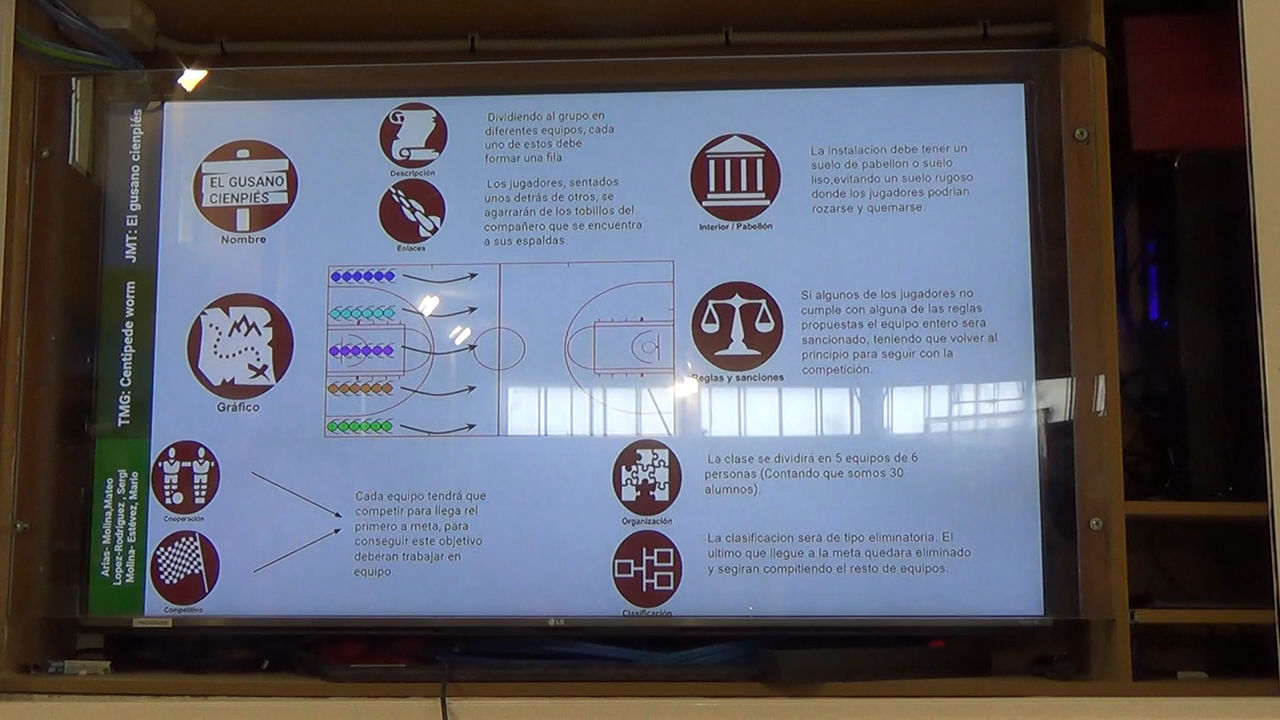 JMT: El gusano cienpiés
TMG: Centipede worm
Arias- Molina,Mateo
Lopez-Rodríguez , Sergi
Molina- Estévez, Mario
EL GUSANO
CIENPIÉS
Nombre
Descripción
Dividiendo al grupo en
diferentes equipos, cada
uno de estos debe
formar una fila
Enlaces
Los jugadores, sentados
unos detrás de otros, se
agarrarán de los tobillos del
compañero que se encuentra
a sus espaldas.
Interior / Pabellón
La instalacion debe tener un
suelo de pabellon o suelo
liso,evitando un suelo rugoso
donde los jugadores podrian
rozarse y quemarse.
Gráfico
Reglas y sanciones
Si algunos de los jugadores no
cumple con alguna de las reglas
propuestas el equipo entero sera
sancionado, teniendo que volver al
principio para seguir con la
competición.
Cooperación
Competitivo
Cada equipo tendrá que
competir para llega rel
primero a meta, para
conseguir este objetivo
deberan trabajar en
equipo.
Organización
La clase se dividirá en 5 equipos de 6
personas (Contando que somos 30
alumnos).
Clasificación
La clasificacion será de tipo eliminatoria. El
ultimo que llegue a la meta quedara eliminado
y segiran compitiendo el resto de equipos.
LG